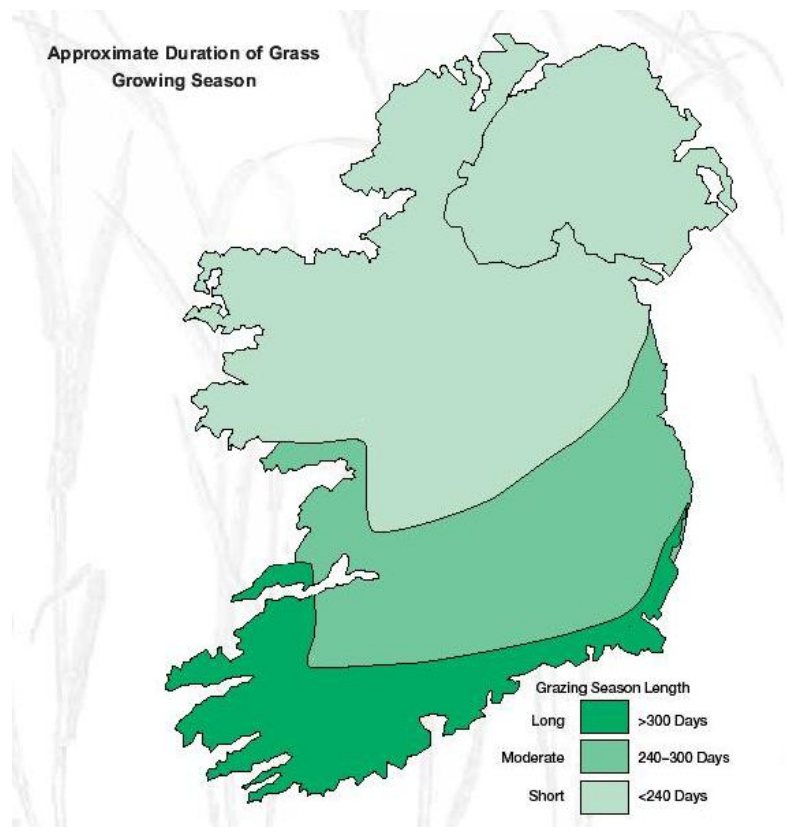 Approximate Duration of Grass
Growing Season
Grazing Season Length
Long >300 Days
Moderate 240–300 Days
Short <240 Days